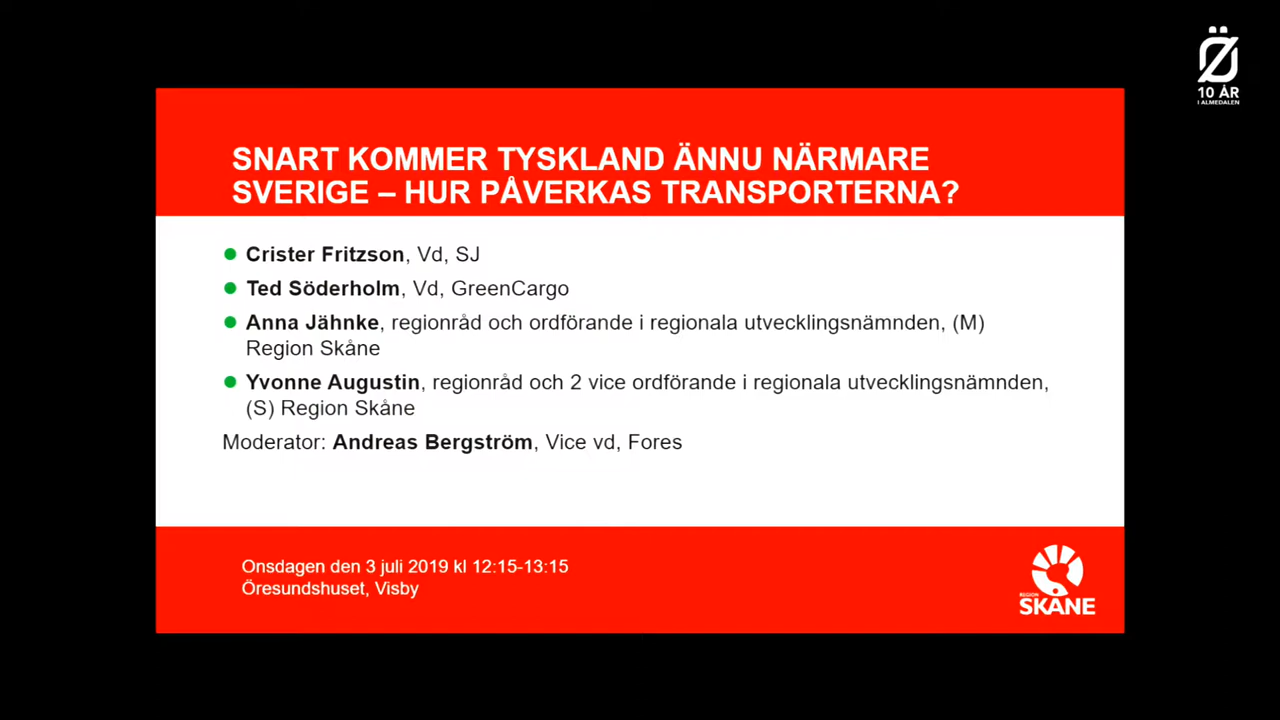 Ö
10 ÅR
I ALMEDALEN
SNART KOMMER TYSKLAND ÄNNU NÄRMARE
SVERIGE – HUR PÅVERKAS TRANSPORTERNA?
Crister Fritzson, Vd, SJ
Ted Söderholm, Vd, GreenCargo
Anna Jähnke, regionråd och ordförande i regionala utvecklingsnämnden, (M)
Region Skåne
Yvonne Augustin, regionråd och 2 vice ordförande i regionala utvecklingsnämnden,
(S) Region Skåne
Moderator: Andreas Bergström, Vice vd, Fores
Onsdagen den 3 juli 2019 kl 12:15-13:15
Öresundshuset, Visby
REGION
SKÅNE